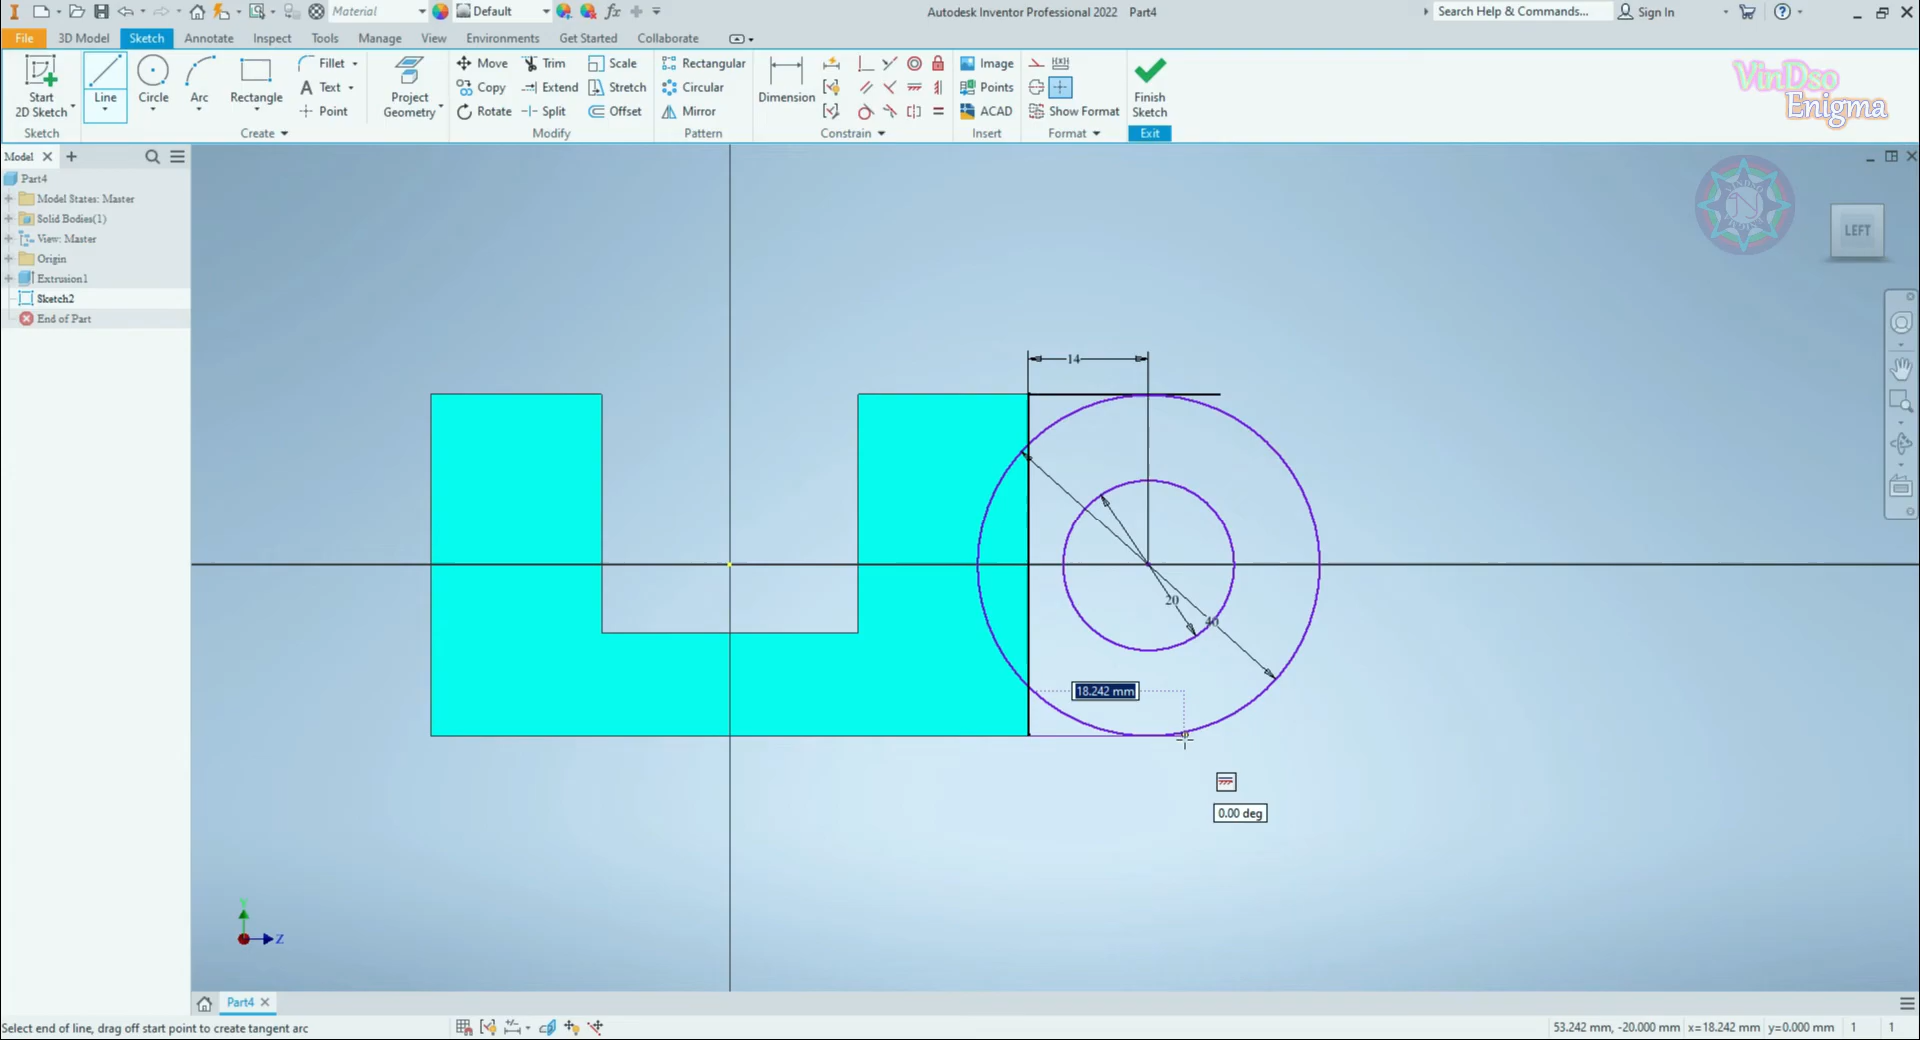 Material
Default
fx
Autodesk Inventor Professional 2022 Part4
Search Help & Commands...
Sign In
File
3D Model
Sketch
Annotate
Inspect
Tools
Manage
View
Environments
Get Started
Collaborate
Start
2D Sketch
Line
Circle
Arc
Rectangle
Fillet
Text
Point
Project
Geometry
Move
Copy
Rotate
Trim
Extend
Split
Scale
Stretch
Offset
Rectangular
Circular
Mirror
Dimension
Image
Points
ACAD
Show Format
Finish
Sketch
Sketch
Create
Modify
Pattern
Constrain
Insert
Format
Exit
VinDso
Enigma
Model
Part4
Model States: Master
Solid Bodies(1)
View: Master
Origin
Extrusion1
Sketch2
End of Part
LEFT
14
20
40
18.242 mm
0.00 deg
Y
Z
Part4
Select end of line, drag off start point to create tangent arc
53.242 mm, -20.000 mm x=18.242 mm y=0.000 mm 1 1